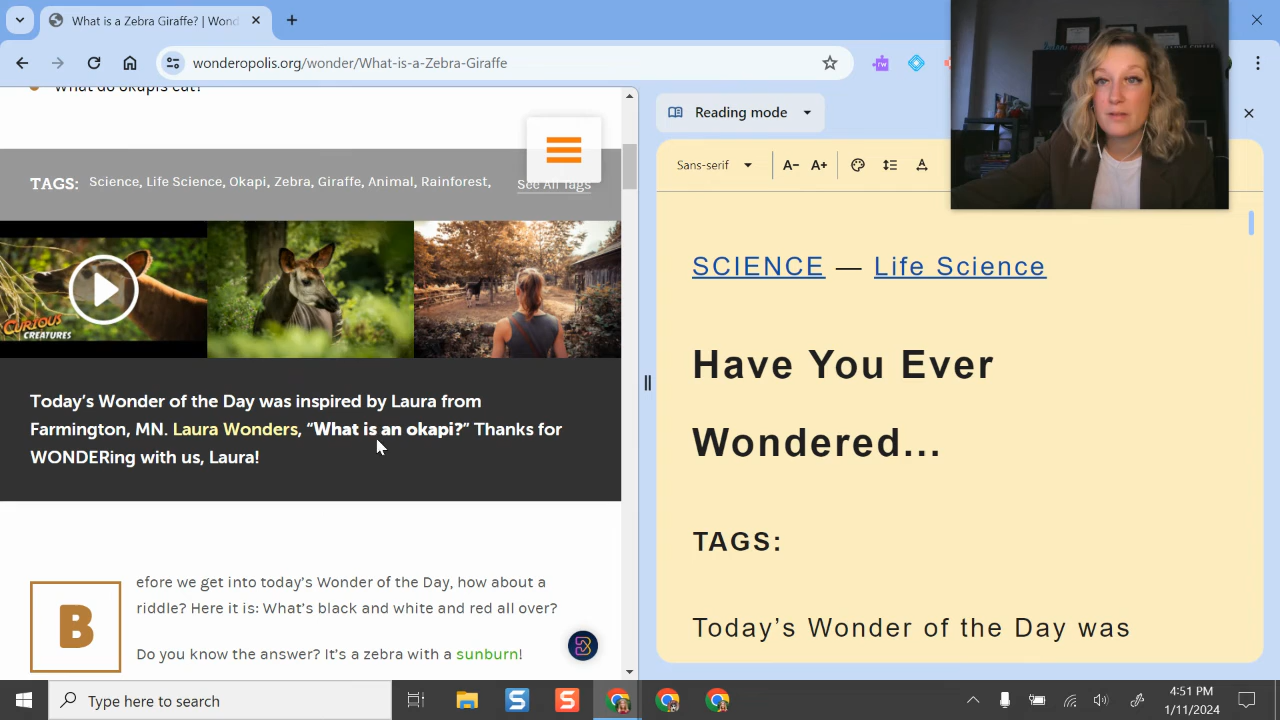 What is a Zebra Giraffe? | Wond
wonderopolis.org/wonder/What-is-a-Zebra-Giraffe
rw
What do okapis eat?
TAGS: Science, Life Science, Okapi, Zebra, Giraffe, Animal, Rainforest, See All Tags
CURIOUS
CREATURES
Today's Wonder of the Day was inspired by Laura from
Farmington, MN. Laura Wonders, “What is an okapi?” Thanks for
WONDERing with us, Laura!
B
efore we get into today's Wonder of the Day, how about a
riddle? Here it is: What's black and white and red all over?
Do you know the answer? It's a zebra with a sunburn!
Reading mode
Sans-serif A- A+ A
SCIENCE — Life Science
Have You Ever
Wondered...
TAGS:
Today's Wonder of the Day was
Type here to search
S S
4:51 PM
1/11/2024